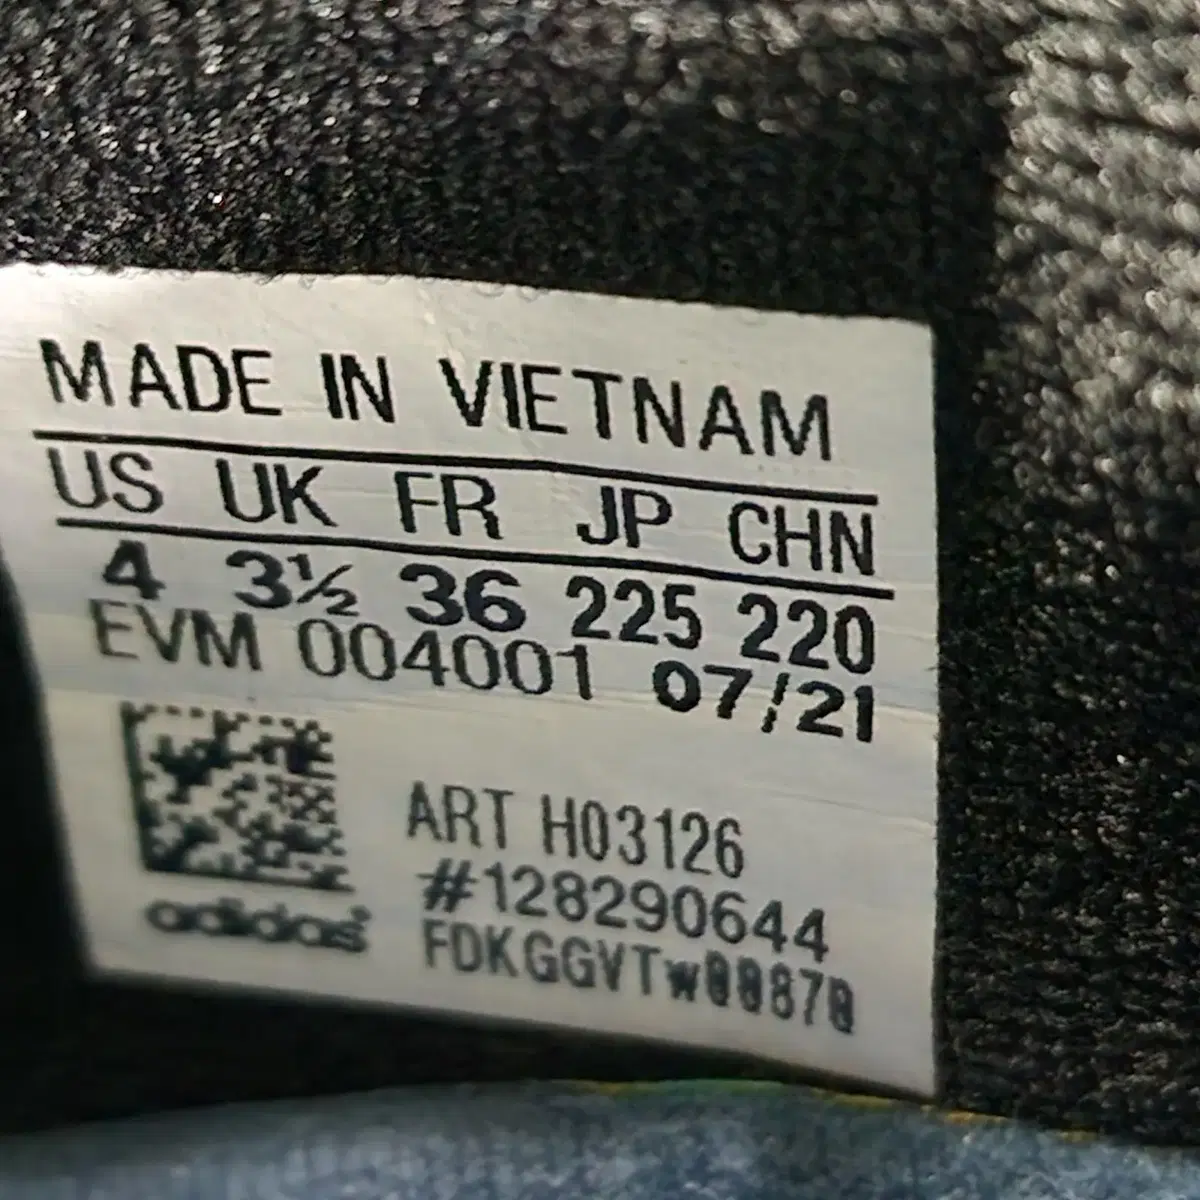 MADE IN VIETNAM
US UK FR JP CHN
4 3½ 36 225 220
EVM 004001 07/21
ART H03126
#128290644
FDKGGVTw00870
adidas